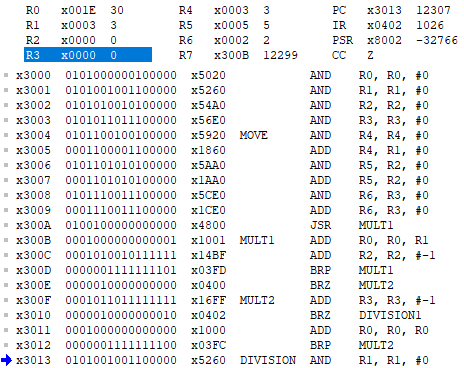 R0 x001E 30 R4 x0003 3 PC x3013 12307
R1 x0003 3 R5 x0005 5 IR x0402 1026
R2 x0000 0 R6 x0002 2 PSR x8002 -32766
R3 x0000 0 R7 x300B 12299 CC Z
x3000 0101000000100000 x5020 AND R0, R0, #0
x3001 0101001001100000 x5260 AND R1, R1, #0
x3002 0101010010100000 x54A0 AND R2, R2, #0
x3003 0101011011100000 x56E0 AND R3, R3, #0
x3004 0101100100100000 x5920 MOVE AND R4, R4, #0
x3005 0001100001100000 x1860 ADD R4, R1, #0
x3006 0101101010100000 x5AA0 AND R5, R2, #0
x3007 0001101010100000 x1AA0 ADD R5, R2, #0
x3008 0101110011100000 x5CE0 AND R6, R3, #0
x3009 0001110011100000 x1CE0 ADD R6, R3, #0
x300A 0100100000000000 x4800 JSR MULT1
x300B 0001000000000001 x1001 MULT1 ADD R0, R0, R1
x300C 0001010010111111 x14BF ADD R2, R2, #-1
x300D 0000001111111101 x03FD BRP MULT1
x300E 0000010000000000 x0400 BRZ MULT2
x300F 0001011011111111 x16FF MULT2 ADD R3, R3, #-1
x3010 0000010000000010 x0402 BRZ DIVISION1
x3011 0001000000000000 x1000 ADD R0, R0, R0
x3012 0000001111111100 x03FC BRP MULT2
x3013 0101001001100000 x5260 DIVISION AND R1, R1, #0